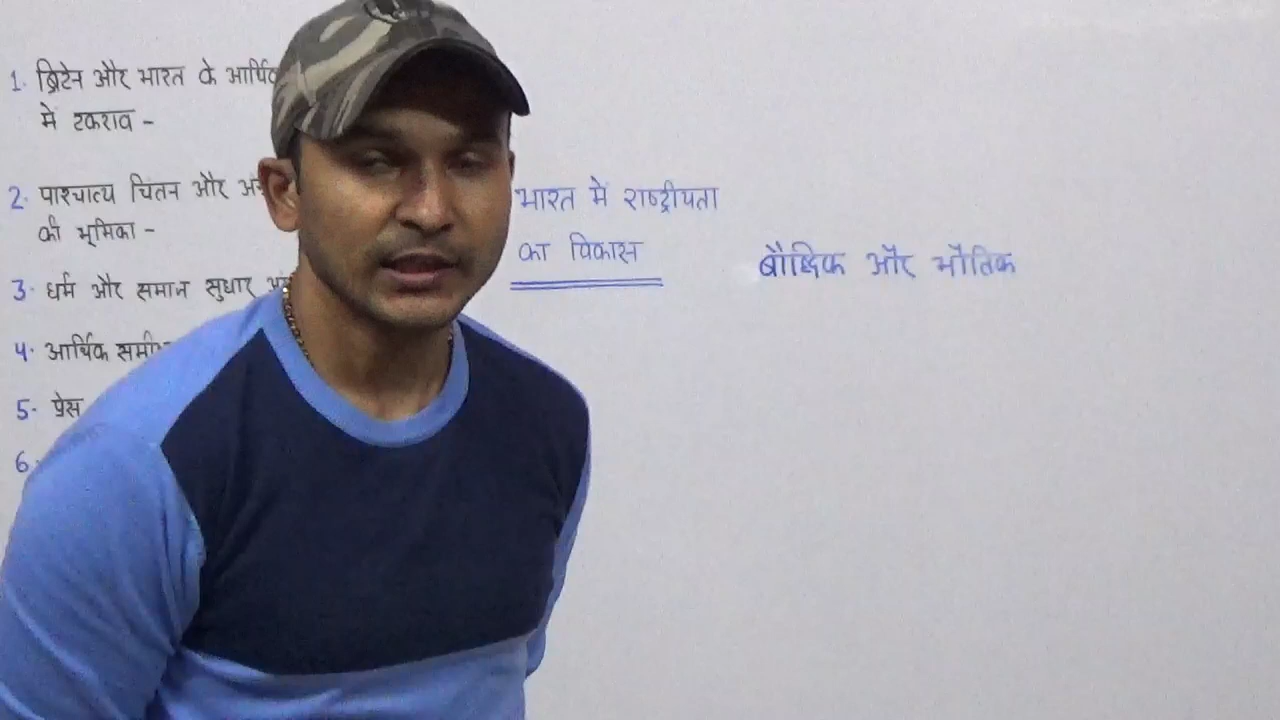 1. ब्रिटेन और भारत के आर्थिक
में टकराव -
2. पाश्चात्य चिंतन और
की भूमिका -
3. धर्म और समाज सुधार
4. आर्थिक
5. प्रेस
6.
भारत में राष्ट्रीयता
का विकास
बौद्धिक और भौतिक